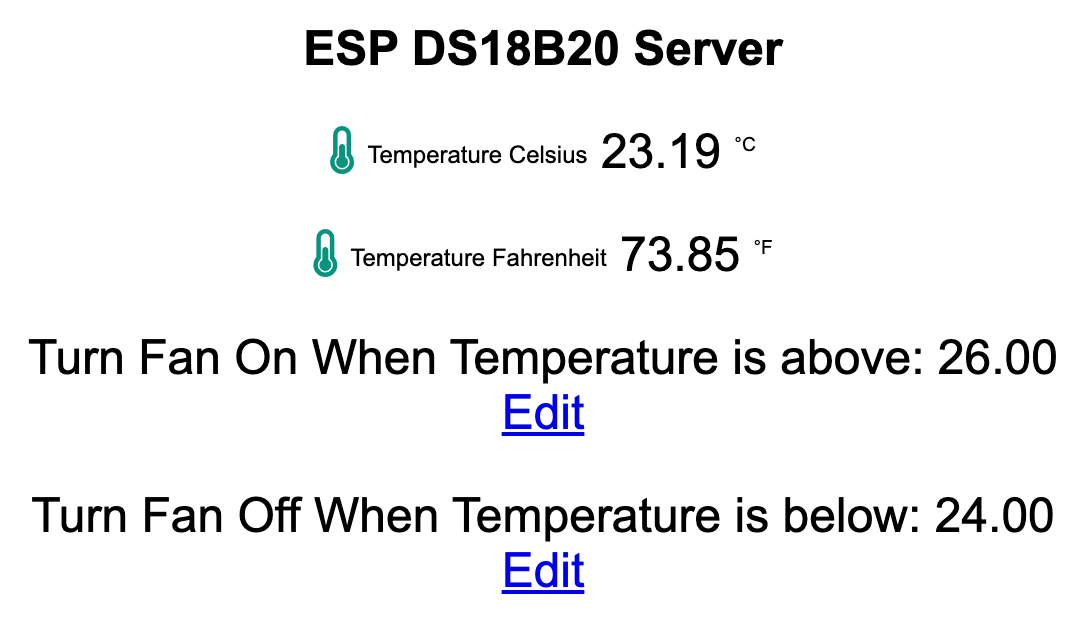 ESP DS18B20 Server
Temperature Celsius 23.19 °C
Temperature Fahrenheit 73.85 °F
Turn Fan On When Temperature is above: 26.00
Edit
Turn Fan Off When Temperature is below: 24.00
Edit